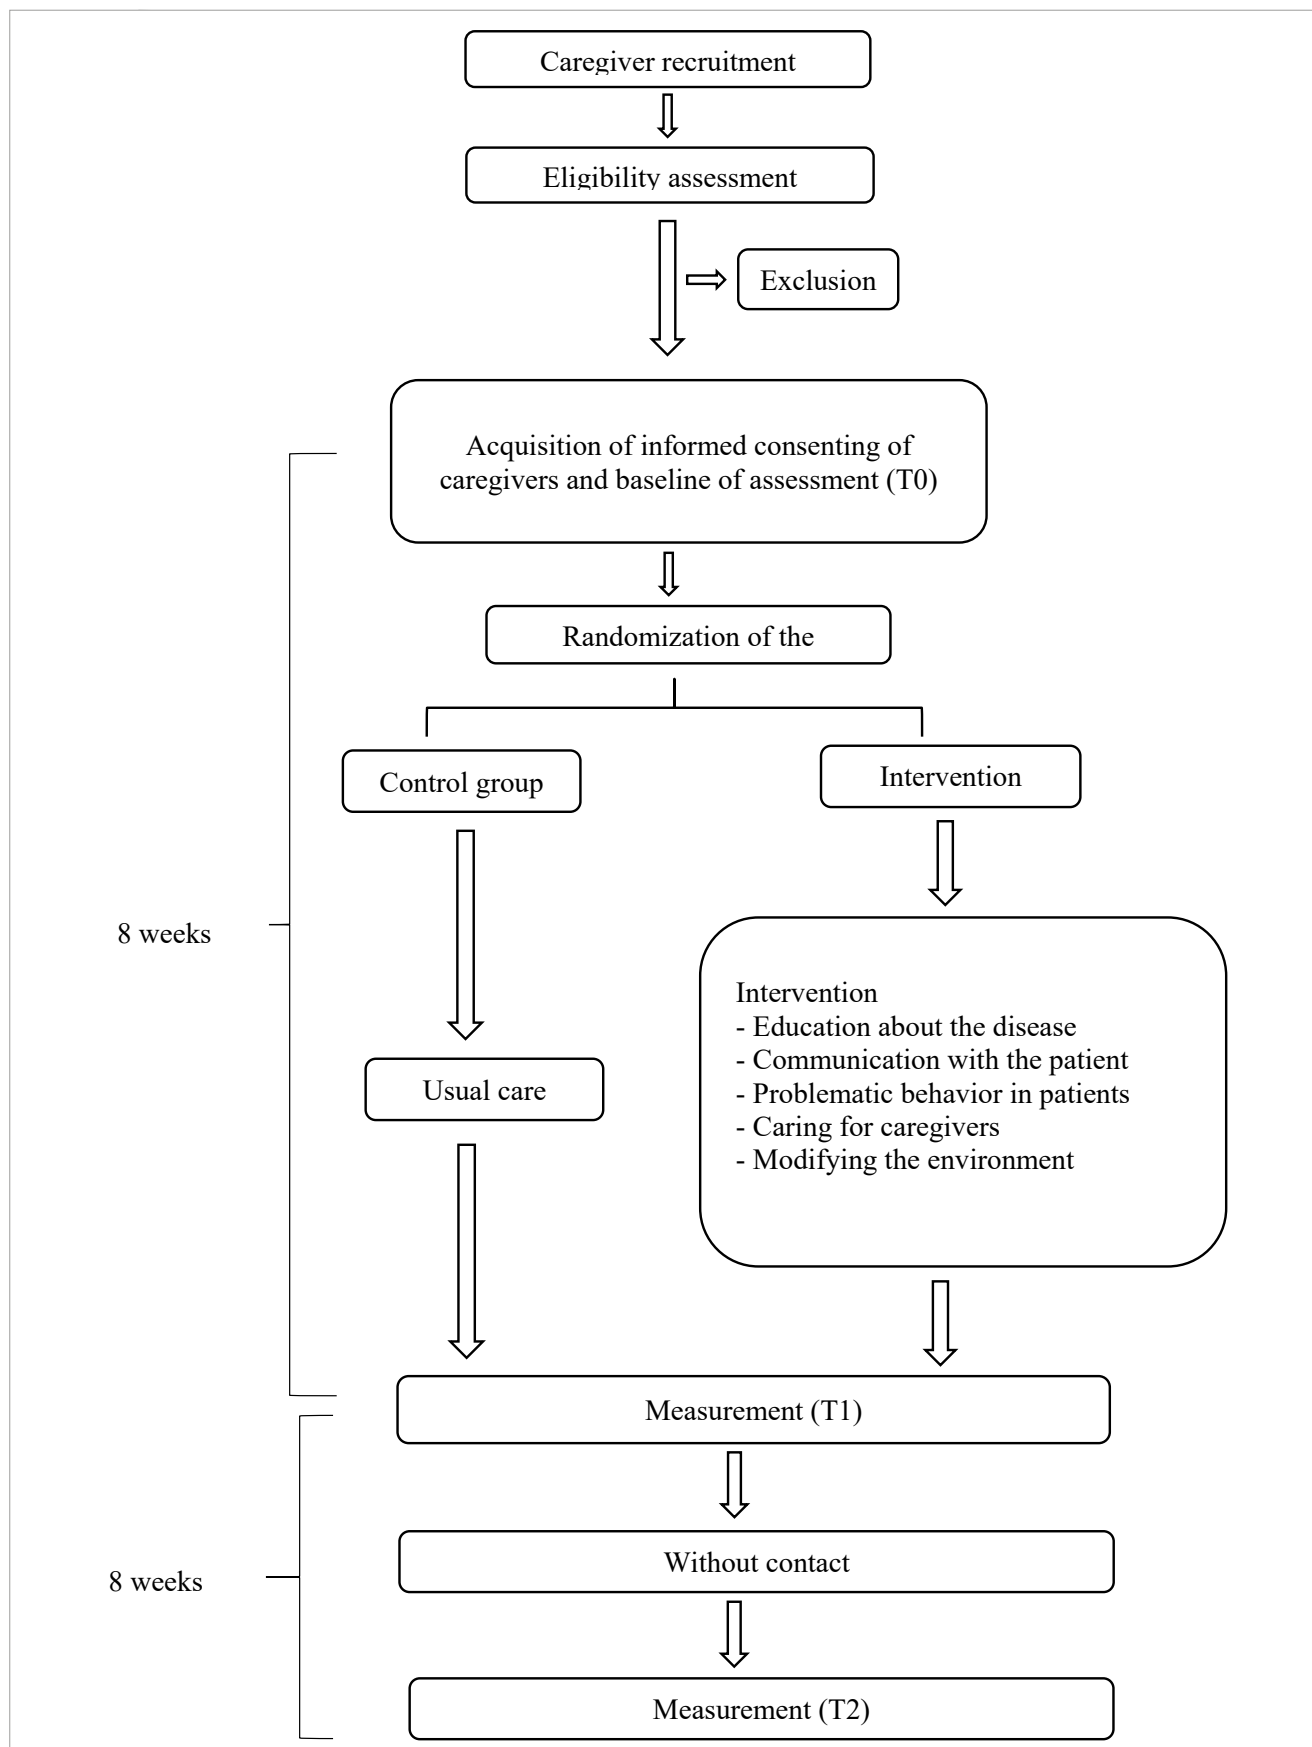 Caregiver recruitment
Eligibility assessment
Exclusion
Acquisition of informed consenting of
caregivers and baseline of assessment (T0)
Randomization of the
Control group
Intervention
8 weeks
Intervention
- Education about the disease
- Communication with the patient
- Problematic behavior in patients
- Caring for caregivers
- Modifying the environment
Usual care
Measurement (T1)
Without contact
8 weeks
Measurement (T2)